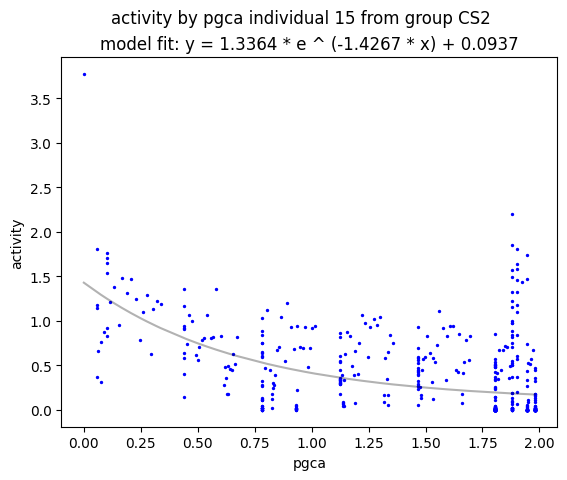 activity by pgca individual 15 from group CS2
model fit: y = 1.3364 * e ^ (-1.4267 * x) + 0.0937
activity
3.5
3.0
2.5
2.0
1.5
1.0
0.5
0.0
0.00 0.25 0.50 0.75 1.00 1.25 1.50 1.75 2.00
pgca